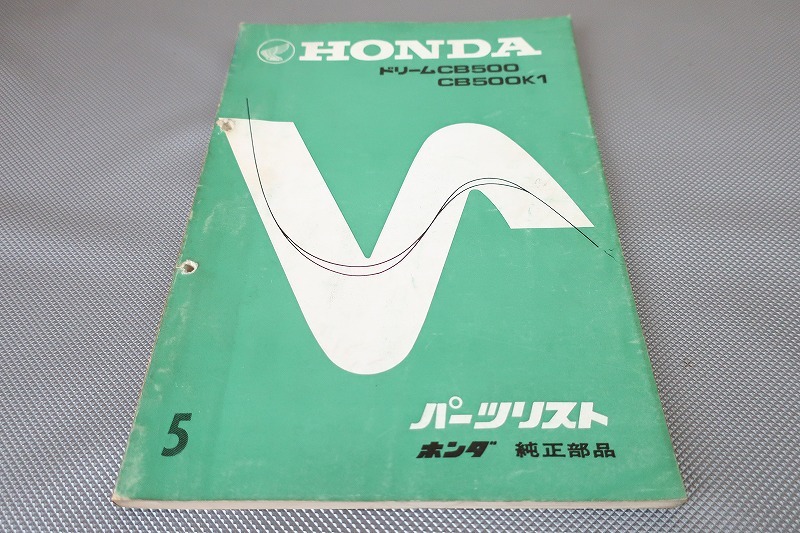 HONDA
ドリームCB500
CB500K1
5
パーツリスト
ホンダ 純正部品